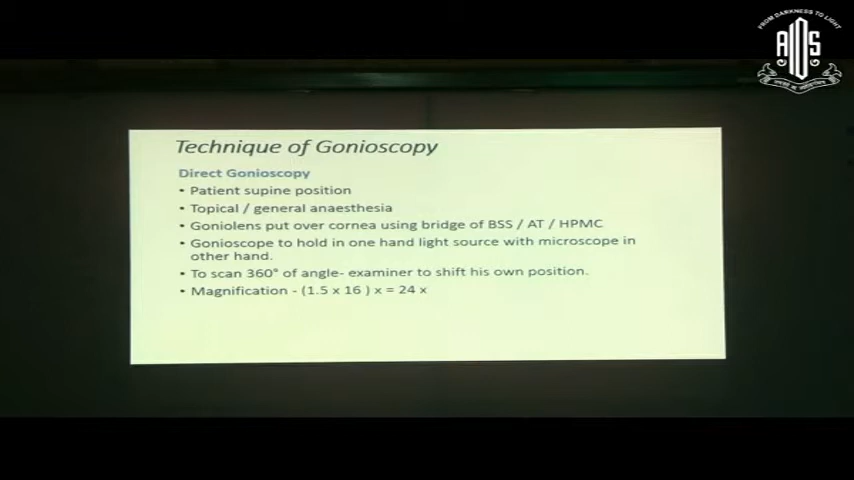 FROM DARKNESS TO LIGHT
AIOS
Technique of Gonioscopy
Direct Gonioscopy
• Patient supine position
• Topical / general anaesthesia
• Goniolens put over cornea using bridge of BSS / AT / HPMC
• Gonioscope to hold in one hand light source with microscope in
other hand.
• To scan 360° of angle- examiner to shift his own position.
• Magnification - (1.5 x 16 ) x = 24 x